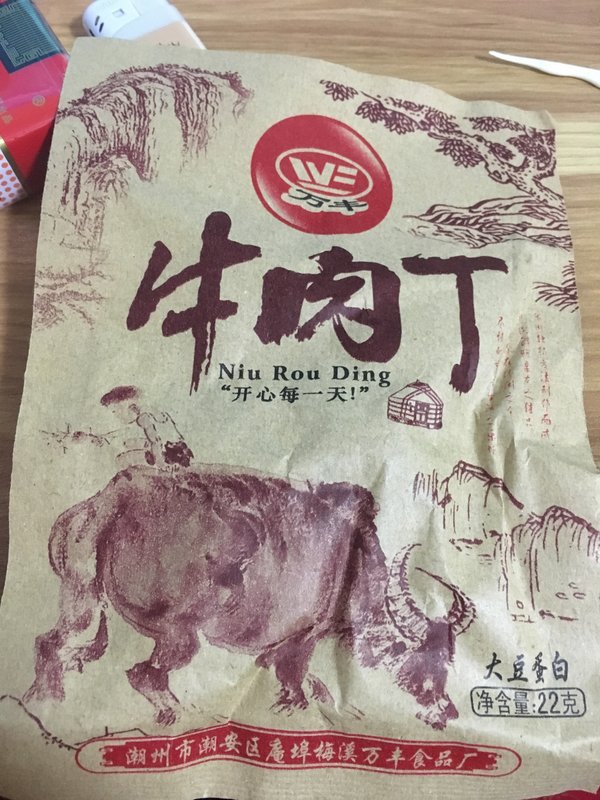 WF
万丰
牛肉丁
Niu Rou Ding
“开心每一天!”
大豆蛋白
净含量:22克
潮州市潮安区庵埠梅溪万丰食品厂